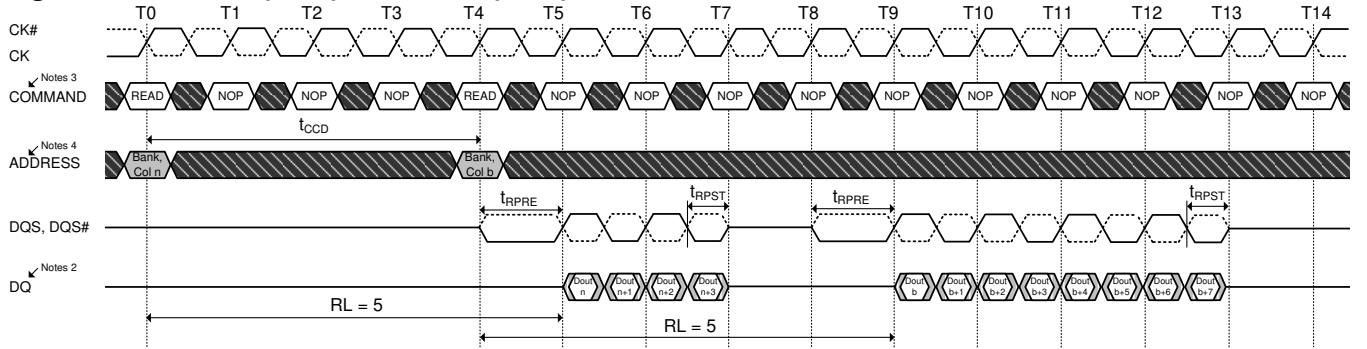 T0 T1 T2 T3 T4 T5 T6 T7 T8 T9 T10 T11 T12 T13 T14
CK#
CK
Notes 3
COMMAND READ NOP NOP NOP READ NOP NOP NOP NOP NOP NOP NOP NOP NOP NOP
tCCD
Notes 4
ADDRESS
Bank, Col n
Bank, Col b
tRPRE tRPST tRPRE tRPST
DQS, DQS#
Notes 2
DQ
Dout n Dout n+1 Dout n+2 Dout n+3 Dout b Dout b+1 Dout b+2 Dout b+3 Dout b+4 Dout b+5 Dout b+6 Dout b+7
RL = 5
RL = 5